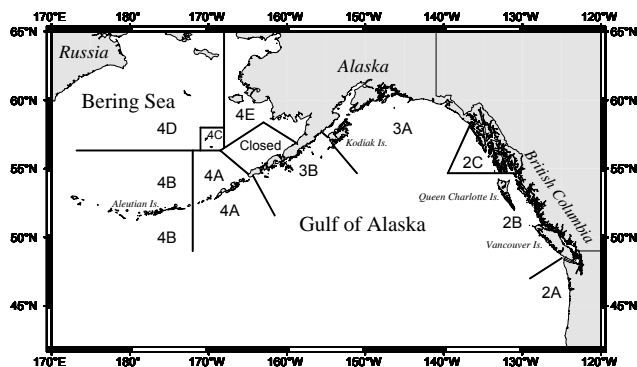 170°E 180° 170°W 160°W 150°W 140°W 130°W 120°W
65°N 65°N
Russia
Alaska
Bering Sea
60°N 60°N
4E
4D
4C
3A
Closed
Kodiak Is.
55°N 55°N
4B
4A
3B
2C
British Columbia
Aleutian Is.
4A
Queen Charlotte Is.
Gulf of Alaska
2B
50°N 50°N
4B
Vancouver Is.
2A
45°N 45°N
170°E 180° 170°W 160°W 150°W 140°W 130°W 120°W